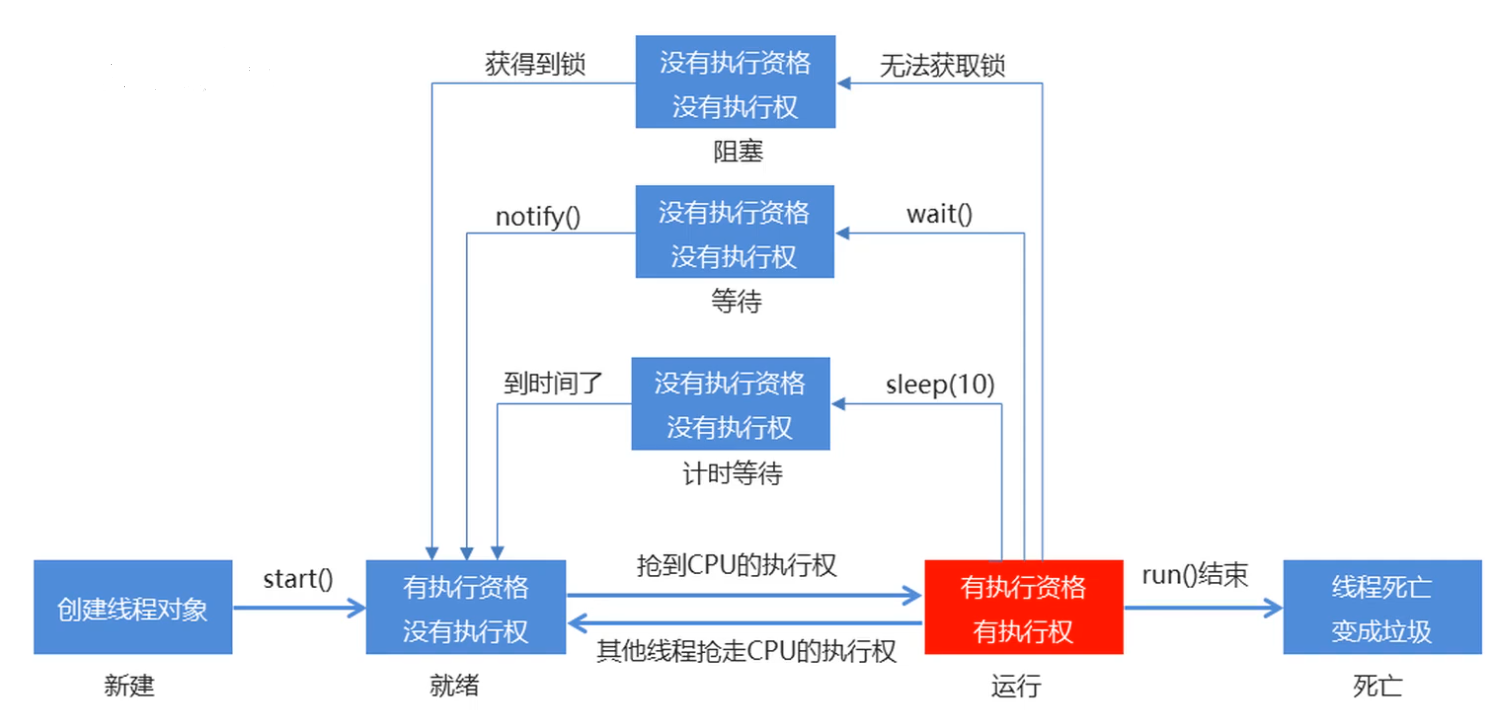 获得到锁
没有执行资格
没有执行权
无法获取锁
阻塞
notify()
没有执行资格
没有执行权
wait()
等待
到时间了
没有执行资格
没有执行权
sleep(10)
计时等待
创建线程对象
start()
有执行资格
没有执行权
抢到CPU的执行权
其他线程抢走CPU的执行权
有执行资格
有执行权
run()结束
线程死亡
变成垃圾
新建
就绪
运行
死亡